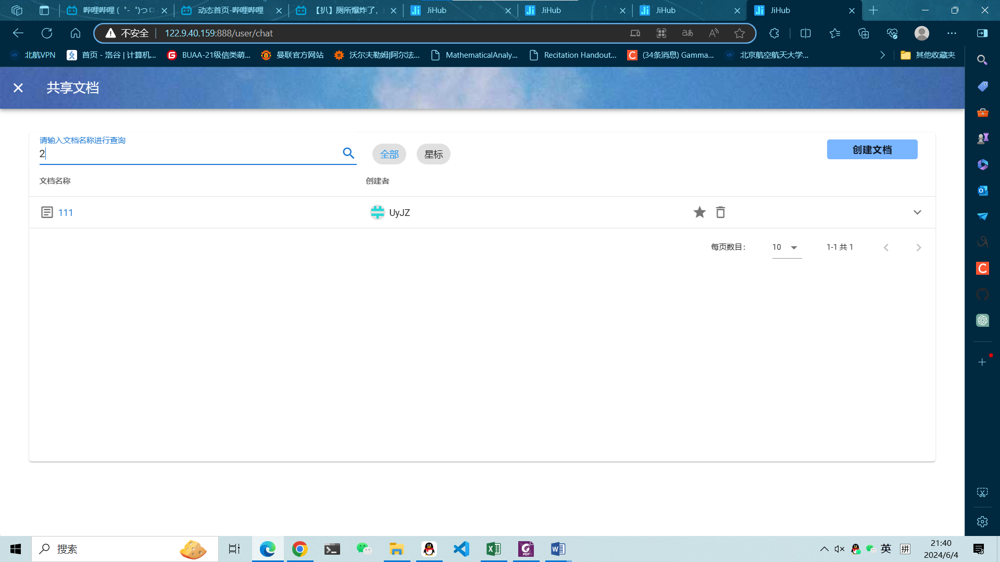 哔哩哔哩 (゜-゜)つロ
动态首页-哔哩哔哩
【扒】厕所爆炸了,
JiHub
JiHub
JiHub
JiHub
不安全
122.9.40.159:888/user/chat
北航VPN
首页 - 洛谷 | 计算机...
BUAA-21级信类萌...
曼联官方网站
沃尔夫勒姆|阿尔法...
MathematicalAnaly...
Recitation Handout...
(34条消息) Gamma...
北京航空航天大学...
其他收藏夹
共享文档
请输入文档名称进行查询
2
全部
星标
创建文档
文档名称
创建者
111
UyJZ
每页数目:
10
1-1 共 1
搜索
英
拼
21:40
2024/6/4